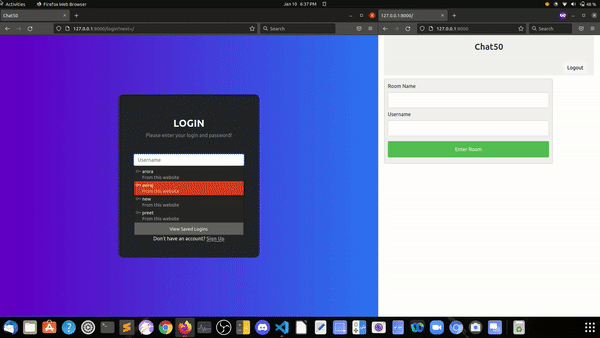 Activities
Firefox Web Browser
Jan 10 6:37 PM
48 %
Chat50
127.0.0.1:8000/
127.0.0.1:8000/login?next=/
Search
127.0.0.1:8000
Search
Chat50
Logout
Room Name
Username
Enter Room
LOGIN
Please enter your login and password!
Username
arora
From this website
From this website
new
From this website
preet
From this website
View Saved Logins
Don't have an account? Sign Up